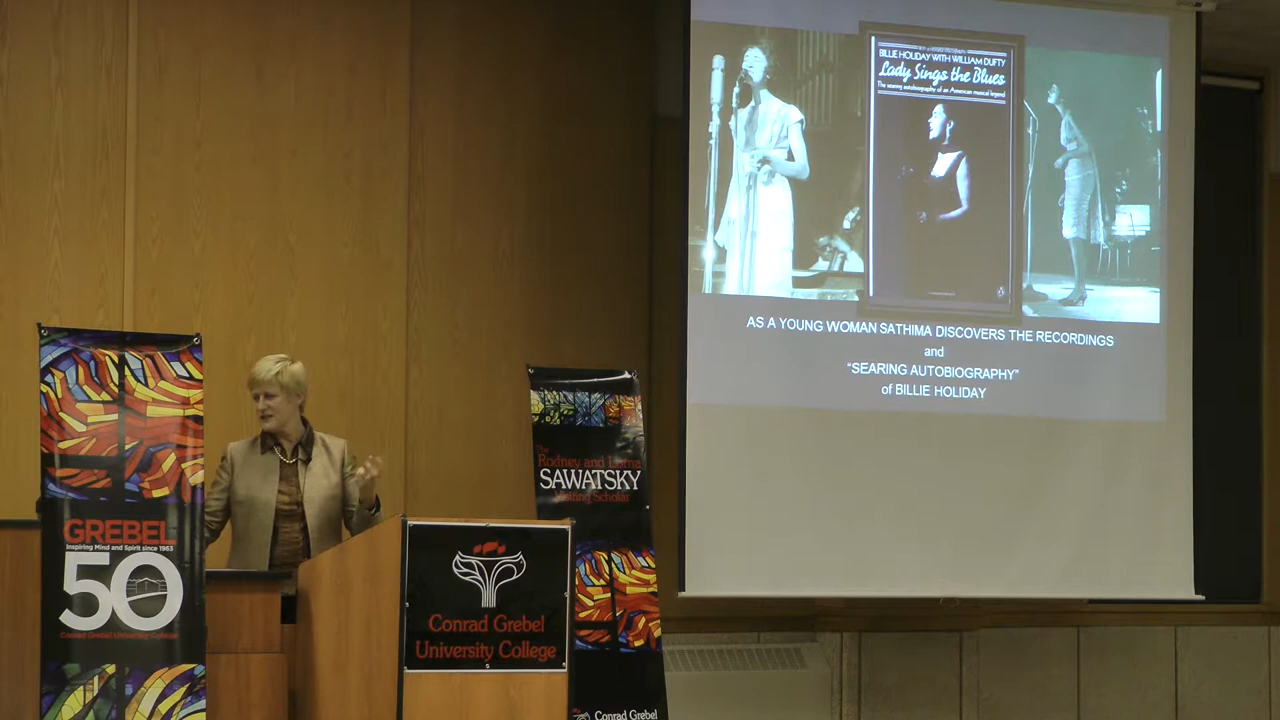 BILLIE HOLIDAY WITH WILLIAM DUFTY
Lady Sings the Blues
The searing autobiography of an American musical legend
AS A YOUNG WOMAN SATHIMA DISCOVERS THE RECORDINGS
and
“SEARING AUTOBIOGRAPHY”
of BILLIE HOLIDAY
GREBEL
Inspiring Mind and Spirit since 1963
50
Conrad Grebel University College
The
Rodney and Lorna
SAWATSKY
Visiting Scholar
Conrad Grebel
University College
Conrad Grebel